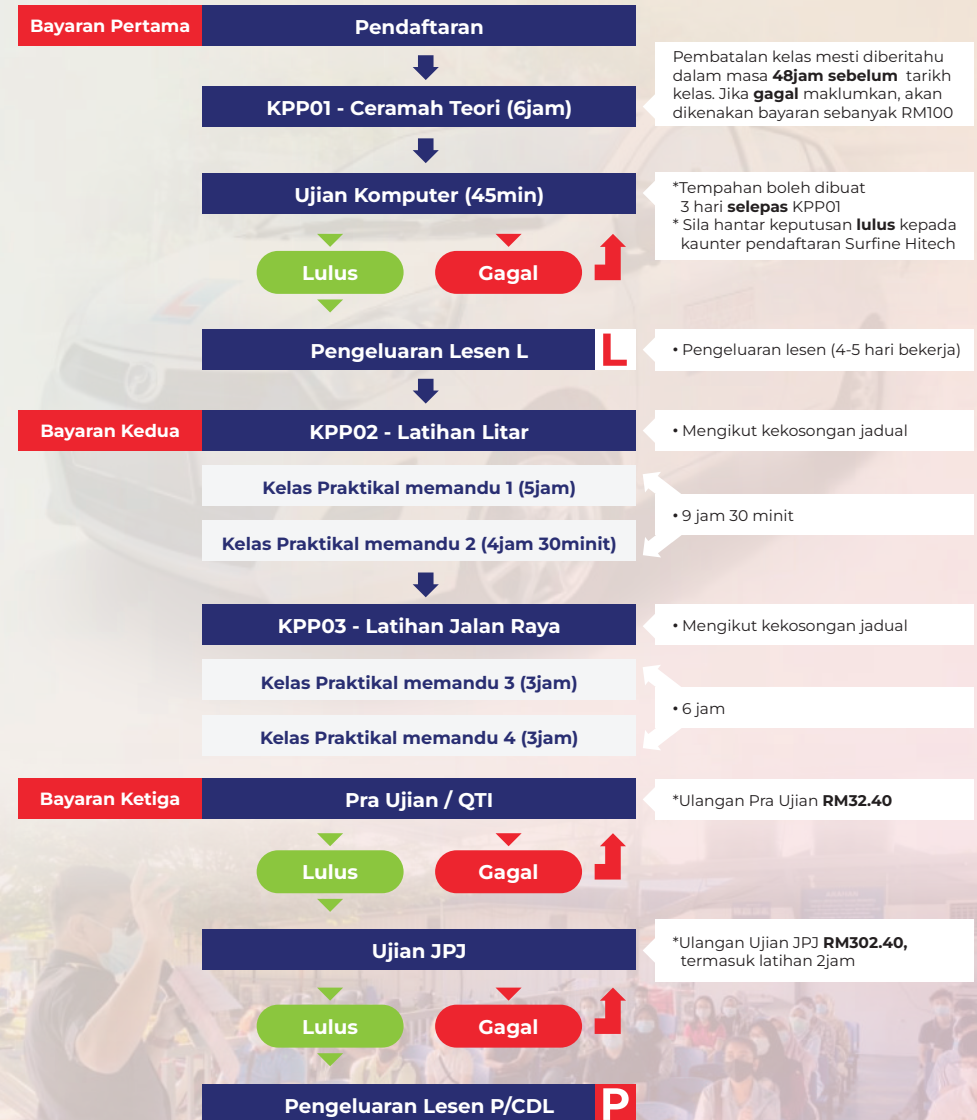 Bayaran Pertama
Pendaftaran
KPP01 - Ceramah Teori (6jam)
Pembatalan kelas mesti diberitahu
dalam masa 48jam sebelum tarikh
kelas. Jika gagal maklumkan, akan
dikenakan bayaran sebanyak RM100
Ujian Komputer (45min)
*Tempahan boleh dibuat
3 hari selepas KPP01
* Sila hantar keputusan lulus kepada
kaunter pendaftaran Surfine Hitech
Lulus
Gagal
Pengeluaran Lesen L
L
• Pengeluaran lesen (4-5 hari bekerja)
Bayaran Kedua
KPP02 - Latihan Litar
• Mengikut kekosongan jadual
Kelas Praktikal memandu 1 (5jam)
Kelas Praktikal memandu 2 (4jam 30minit)
• 9 jam 30 minit
KPP03 - Latihan Jalan Raya
• Mengikut kekosongan jadual
Kelas Praktikal memandu 3 (3jam)
Kelas Praktikal memandu 4 (3jam)
• 6 jam
Bayaran Ketiga
Pra Ujian / QTI
*Ulangan Pra Ujian RM32.40
Lulus
Gagal
Ujian JPJ
*Ulangan Ujian JPJ RM302.40,
termasuk latihan 2jam
Lulus
Gagal
Pengeluaran Lesen P/CDL
P